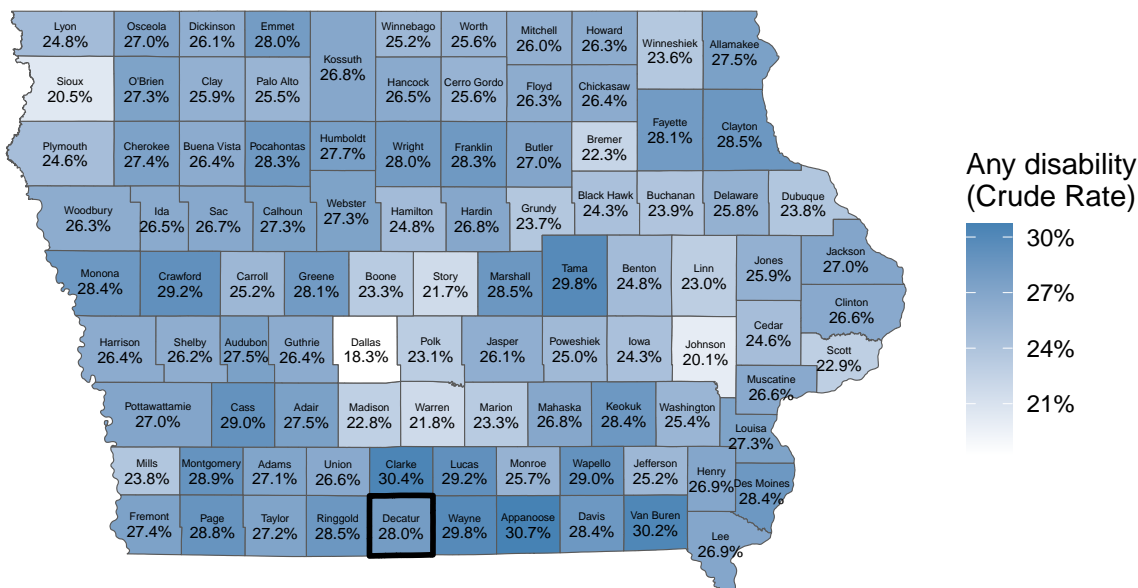 Lyon
24.8%
Osceola
27.0%
Dickinson
26.1%
Emmet
28.0%
Kossuth
26.8%
Winnebago
25.2%
Worth
25.6%
Mitchell
26.0%
Howard
26.3%
Winneshiek
23.6%
Allamakee
27.5%
Sioux
20.5%
O'Brien
27.3%
Clay
25.9%
Palo Alto
25.5%
Hancock
26.5%
Cerro Gordo
25.6%
Floyd
26.3%
Chickasaw
26.4%
Fayette
28.1%
Clayton
28.5%
Plymouth
24.6%
Cherokee
27.4%
Buena Vista
26.4%
Pocahontas
28.3%
Humboldt
27.7%
Wright
28.0%
Franklin
28.3%
Butler
27.0%
Bremer
22.3%
Woodbury
26.3%
Ida
26.5%
Sac
26.7%
Calhoun
27.3%
Webster
27.3%
Hamilton
24.8%
Hardin
26.8%
Grundy
23.7%
Black Hawk
24.3%
Buchanan
23.9%
Delaware
25.8%
Dubuque
23.8%
Monona
28.4%
Crawford
29.2%
Carroll
25.2%
Greene
28.1%
Boone
23.3%
Story
21.7%
Marshall
28.5%
Tama
29.8%
Benton
24.8%
Linn
23.0%
Jones
25.9%
Jackson
27.0%
Clinton
26.6%
Harrison
26.4%
Shelby
26.2%
Audubon
27.5%
Guthrie
26.4%
Dallas
18.3%
Polk
23.1%
Jasper
26.1%
Poweshiek
25.0%
Iowa
24.3%
Johnson
20.1%
Cedar
24.6%
Scott
22.9%
Muscatine
26.6%
Pottawattamie
27.0%
Cass
29.0%
Adair
27.5%
Madison
22.8%
Warren
21.8%
Marion
23.3%
Mahaska
26.8%
Keokuk
28.4%
Washington
25.4%
Louisa
27.3%
Mills
23.8%
Montgomery
28.9%
Adams
27.1%
Union
26.6%
Clarke
30.4%
Lucas
29.2%
Monroe
25.7%
Wapello
29.0%
Jefferson
25.2%
Henry
26.9%
Des Moines
28.4%
Fremont
27.4%
Page
28.8%
Taylor
27.2%
Ringgold
28.5%
Decatur
28.0%
Wayne
29.8%
Appanoose
30.7%
Davis
28.4%
Van Buren
30.2%
Lee
26.9%
Any disability
(Crude Rate)
30%
27%
24%
21%